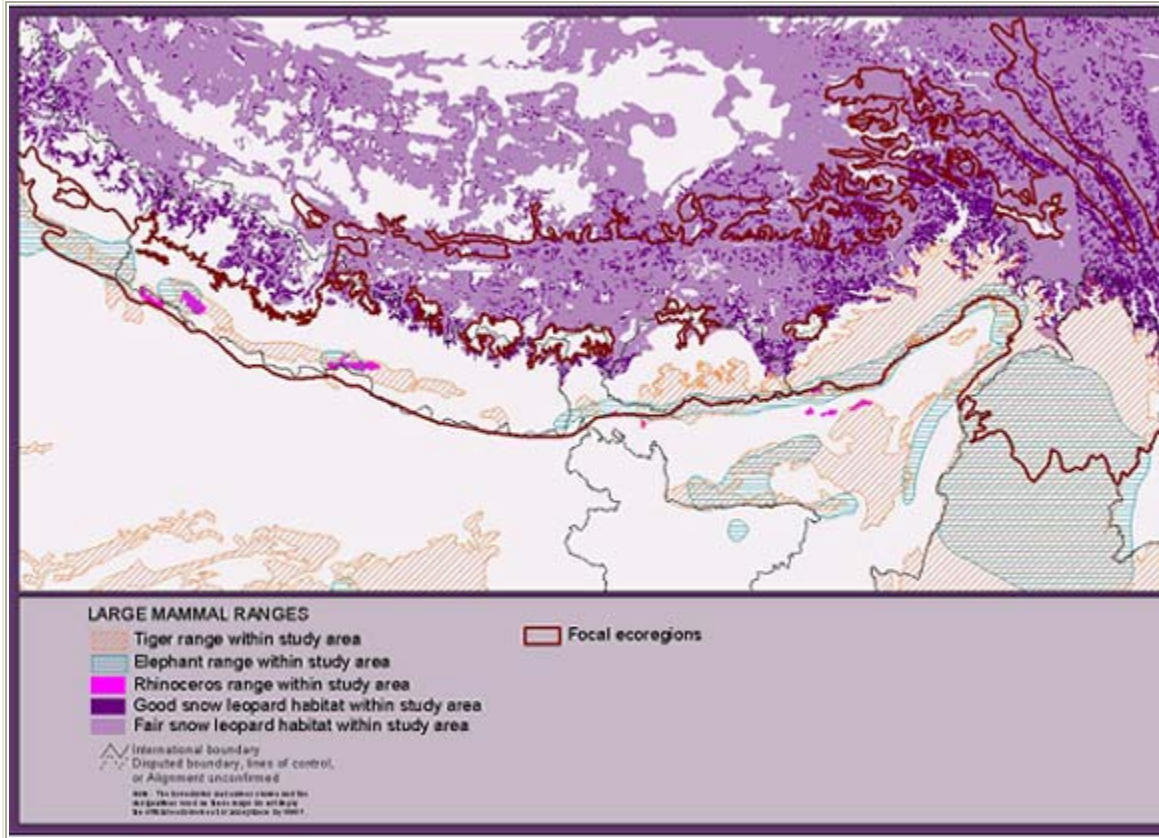 LARGE MAMMAL RANGES
Tiger range within study area
Elephant range within study area
Rhinoceros range within study area
Good snow leopard habitat within study area
Fair snow leopard habitat within study area
International boundary
Disputed boundary, lines of control,
or Alignment unconfirmed
Focal ecoregions